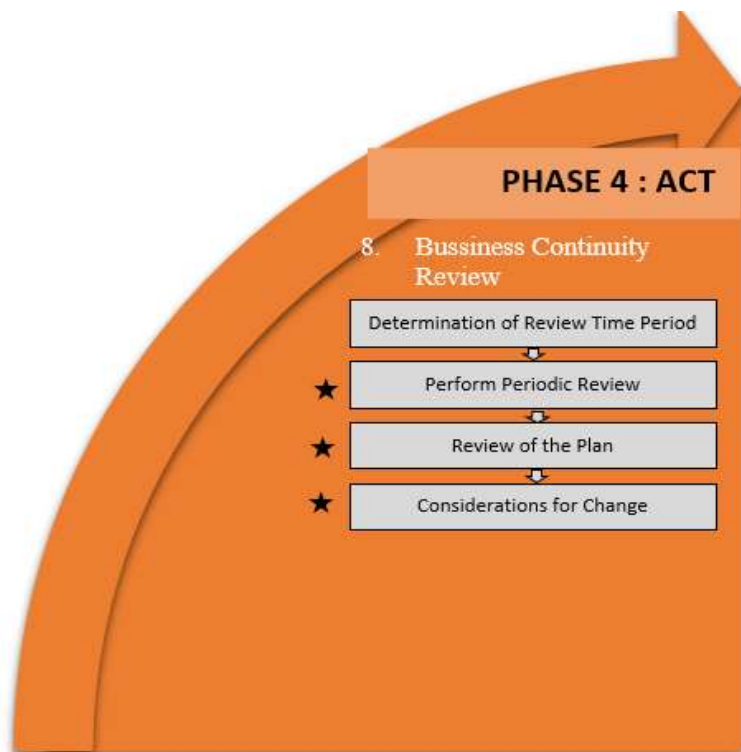 PHASE 4 : ACT
8. Bussiness Continuity
Review
Determination of Review Time Period
Perform Periodic Review
Review of the Plan
Considerations for Change